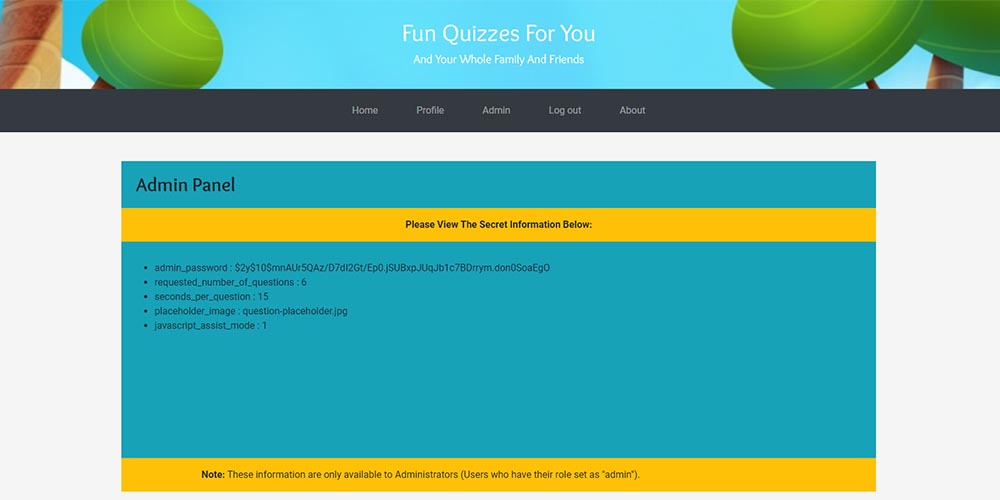 Fun Quizzes For You
And Your Whole Family And Friends
Home Profile Admin Log out About
Admin Panel
Please View The Secret Information Below:
admin_password : $2y$10$mnAUr5QAz/D7dI2Gt/Ep0.jSUBxpJUqJb1c7BDrrym.don0SoaEgO
requested_number_of_questions : 6
seconds_per_question : 15
placeholder_image : question-placeholder.jpg
javascript_assist_mode : 1
Note: These information are only available to Administrators (Users who have their role set as "admin").